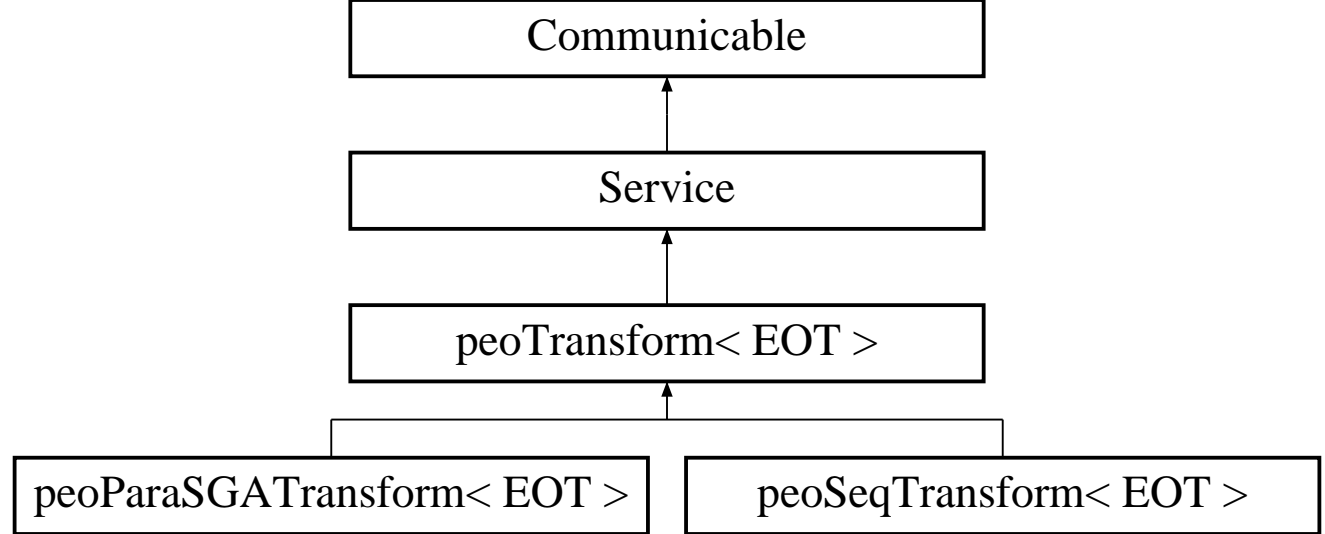 Communicable
Service
peoTransform< EOT >
peoParaSGATransform< EOT >
peoSeqTransform< EOT >